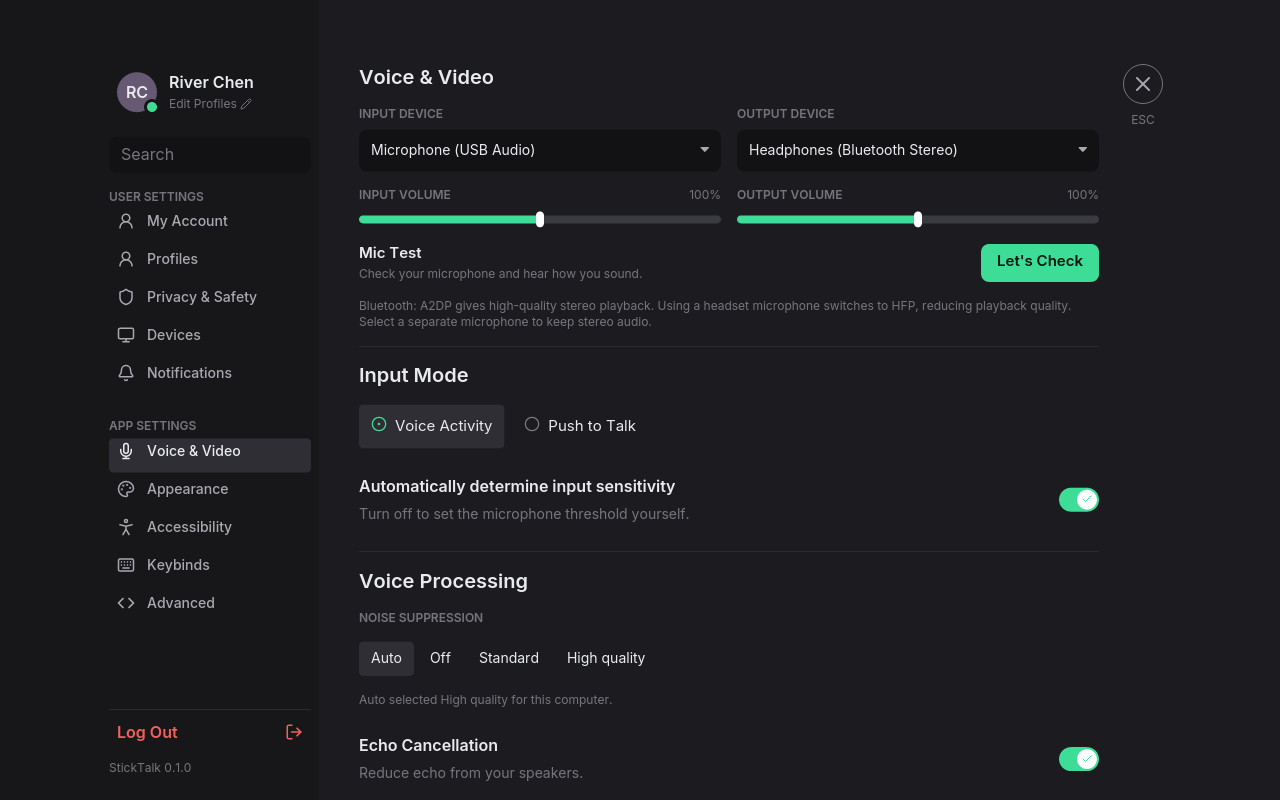 RC
River Chen
Edit Profiles
Search
USER SETTINGS
My Account
Profiles
Privacy & Safety
Devices
Notifications
APP SETTINGS
Voice & Video
Appearance
Accessibility
Keybinds
Advanced
Log Out
StickTalk 0.1.0
Voice & Video
ESC
INPUT DEVICE
Microphone (USB Audio)
OUTPUT DEVICE
Headphones (Bluetooth Stereo)
INPUT VOLUME 100%
OUTPUT VOLUME 100%
Mic Test
Check your microphone and hear how you sound.
Let's Check
Bluetooth: A2DP gives high-quality stereo playback. Using a headset microphone switches to HFP, reducing playback quality.
Select a separate microphone to keep stereo audio.
Input Mode
Voice Activity
Push to Talk
Automatically determine input sensitivity
Turn off to set the microphone threshold yourself.
Voice Processing
NOISE SUPPRESSION
Auto Off Standard High quality
Auto selected High quality for this computer.
Echo Cancellation
Reduce echo from your speakers.